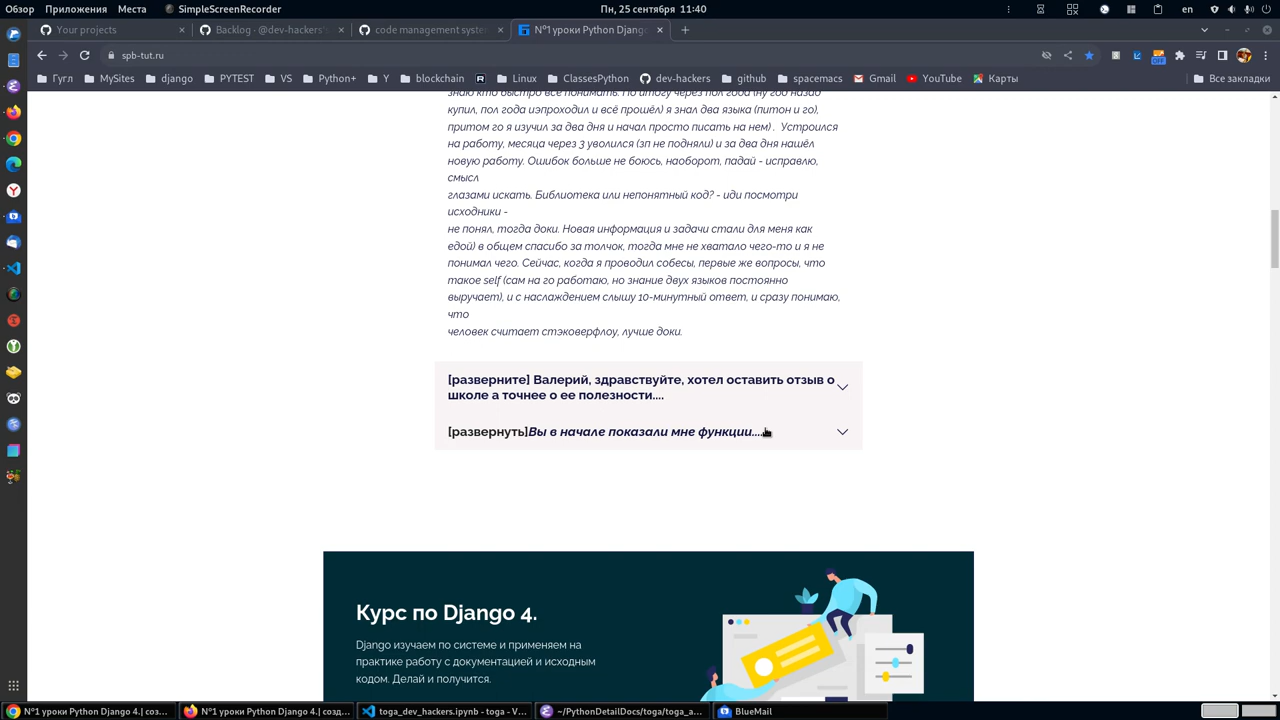 Обзор Приложения Места SimpleScreenRecorder Пн, 25 сентября 11:40 en
Your projects × Backlog - @dev-hackers' × code management syste × N°1 уроки Python Djang ×
spb-tut.ru
Гугл MySites django PYTEST VS Python+ Y blockchain Linux ClassesPython dev-hackers github spacemacs Gmail YouTube Карты Все закладки
знаю кто быстро все понимать. По итогу через пол года (ну год назад
купил, пол года изпроходил и всё прошёл) я знал два языка (питон и го),
притом го я изучил за два дня и начал просто писать на нем) . Устроился
на работу, месяца через 3 уволился (зп не подняли) и за два дня нашёл
новую работу. Ошибок больше не боюсь, наоборот, падай - исправлю,
смысл
глазами искать. Библиотека или непонятный код? - иди посмотри
исходники -
не понял, тогда доки. Новая информация и задачи стали для меня как
едой) в общем спасибо за толчок, тогда мне не хватало чего-то и я не
понимал чего. Сейчас, когда я проводил собесы, первые же вопросы, что
такое self (сам на го работаю, но знание двух языков постоянно
выручает), и с наслаждением слышу 10-минутный ответ, и сразу понимаю,
что
человек считает стэковерфлоу, лучше доки.
[разверните] Валерий, здравствуйте, хотел оставить отзыв о
школе а точнее о ее полезности....
[развернуть]Вы в начале показали мне функции....
Курс по Django 4.
Django изучаем по системе и применяем на
практике работу с документацией и исходным
кодом. Делай и получится.
N°1 уроки Python Django 4.| соз... N°1 уроки Python Django 4.| созд... toga_dev_hackers.ipynb - toga - V... ~/PythonDetailDocs/toga/toga_a... BlueMail